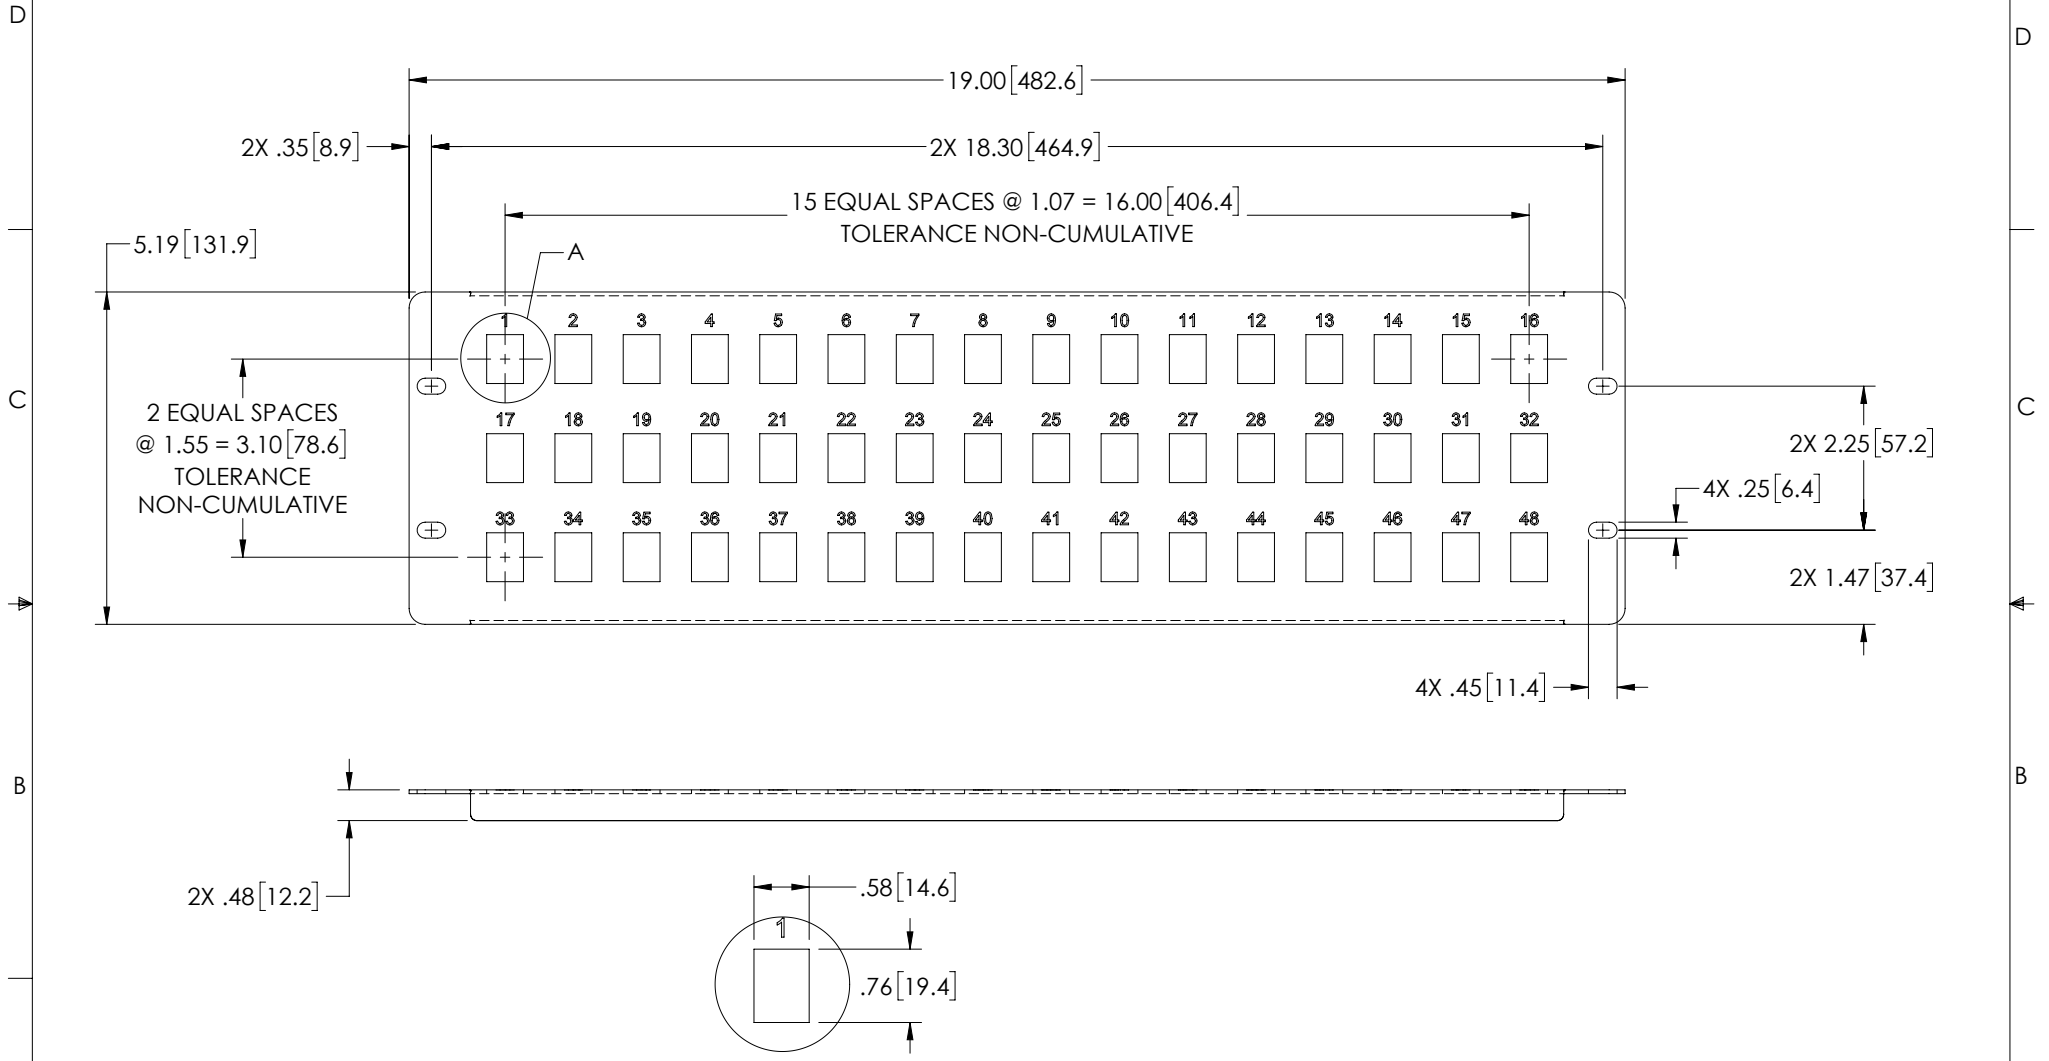 D
D
19.00[482.6]
2X .35[8.9]
2X 18.30[464.9]
15 EQUAL SPACES @ 1.07 = 16.00[406.4]
TOLERANCE NON-CUMULATIVE
5.19[131.9]
A
1 2 3 4 5 6 7 8 9 10 11 12 13 14 15 16
C
C
2 EQUAL SPACES
@ 1.55 = 3.10[78.6]
TOLERANCE
NON-CUMULATIVE
17 18 19 20 21 22 23 24 25 26 27 28 29 30 31 32
2X 2.25[57.2]
4X .25[6.4]
33 34 35 36 37 38 39 40 41 42 43 44 45 46 47 48
2X 1.47[37.4]
4X .45[11.4]
B
B
2X .48[12.2]
.58[14.6]
1
.76[19.4]